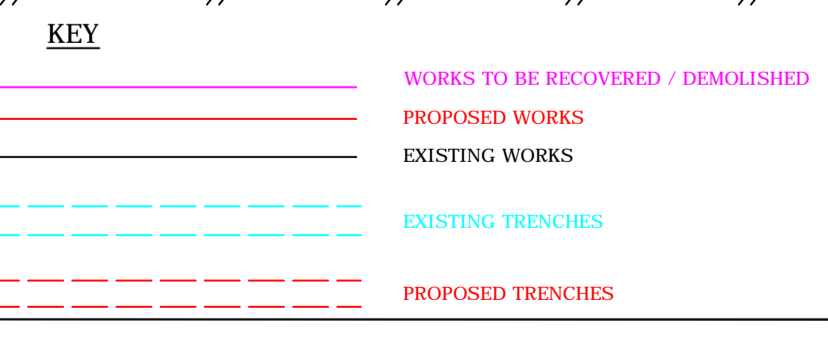 KEY
WORKS TO BE RECOVERED / DEMOLISHED
PROPOSED WORKS
EXISTING WORKS
EXISTING TRENCHES
PROPOSED TRENCHES